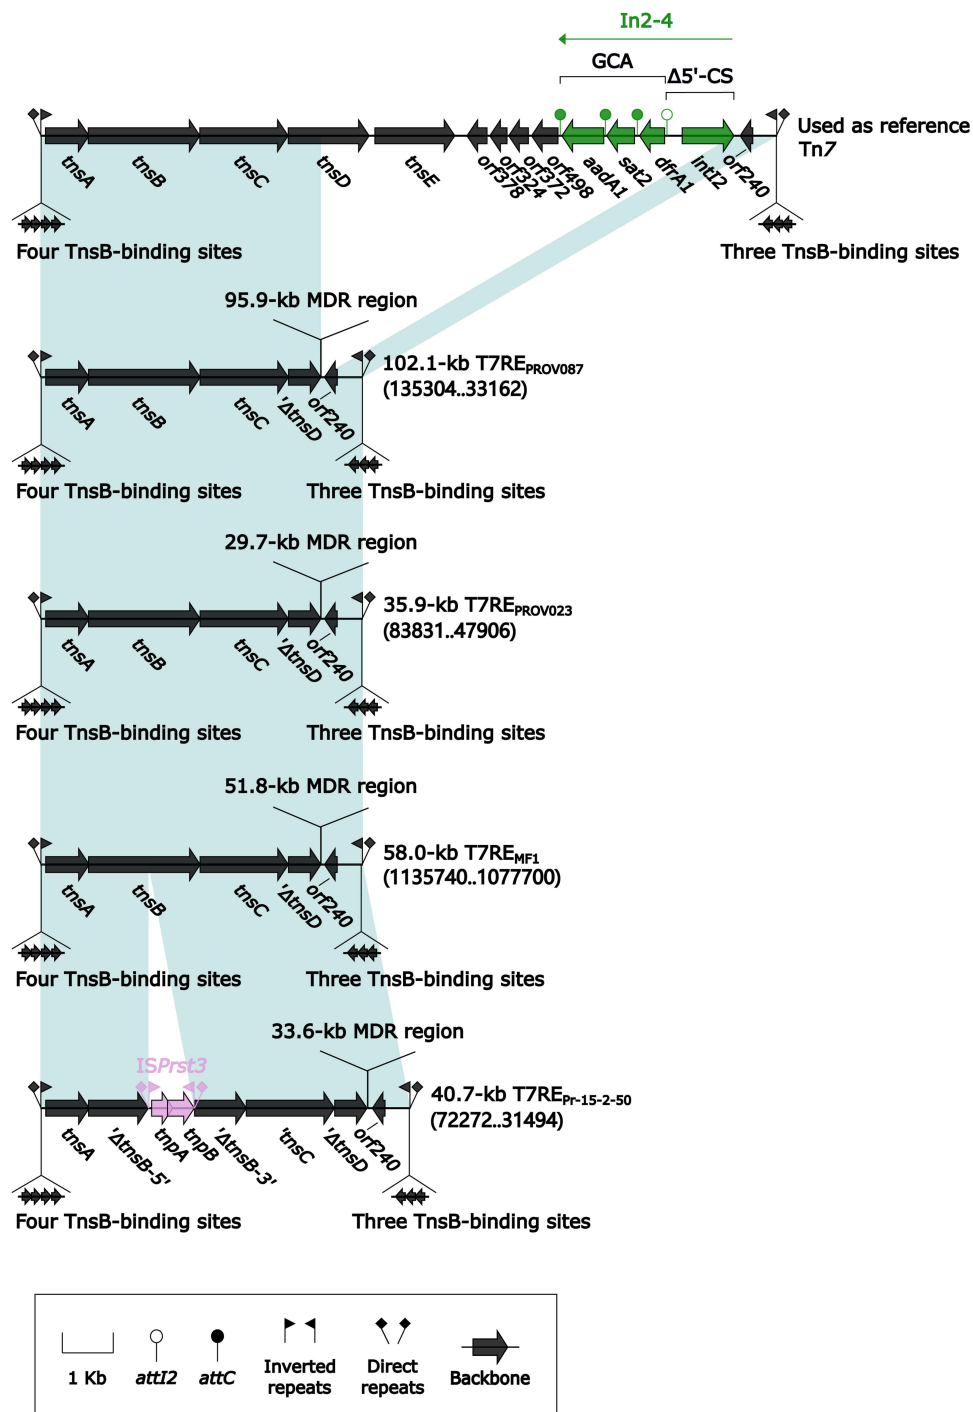 In2-4
GCA
Δ5'-CS
Used as reference
Tn7
tnsA
tnsB
tnsC
tnsD
tnsE
orf378
orf324
orf372
orf498
aadA1
sat2
dfrA1
IntI2
orf240
Four TnsB-binding sites
Three TnsB-binding sites
95.9-kb MDR region
102.1-kb T7REPROV087
(135304..33162)
tnsA
tnsB
tnsC
'ΔtnsD
orf240
Four TnsB-binding sites
Three TnsB-binding sites
29.7-kb MDR region
35.9-kb T7REPROV023
(83831..47906)
tnsA
tnsB
tnsC
'ΔtnsD
orf240
Four TnsB-binding sites
Three TnsB-binding sites
51.8-kb MDR region
58.0-kb T7REMF1
(1135740..1077700)
tnsA
tnsB
tnsC
'ΔtnsD
orf240
Four TnsB-binding sites
Three TnsB-binding sites
33.6-kb MDR region
ISPrst3
40.7-kb T7REPr-15-2-50
(72272..31494)
tnsA
'ΔtnsB-5'
tnpA
tnpB
'ΔtnsB-3'
'tnsC
'ΔtnsD
orf240
Four TnsB-binding sites
Three TnsB-binding sites
1 Kb
attI2
attC
Inverted
repeats
Direct
repeats
Backbone